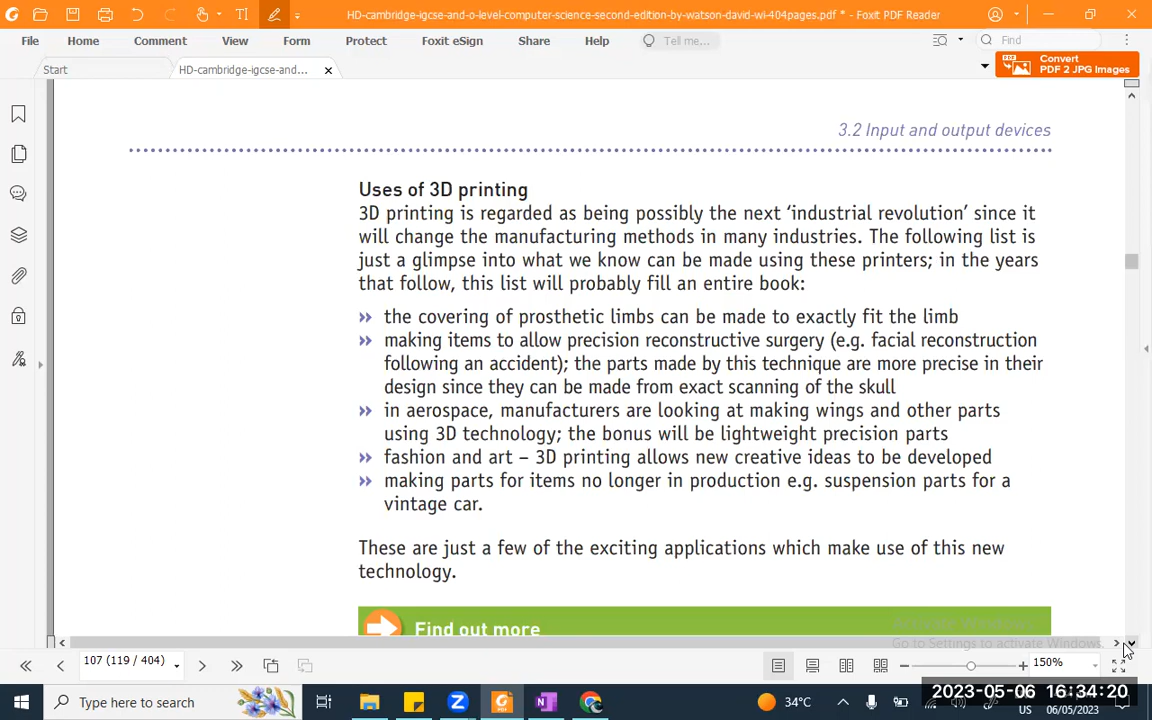 HD-cambridge-igcse-and-o-level-computer-science-second-edition-by-watson-david-wi-404pages.pdf * - Foxit PDF Reader
File Home Comment View Form Protect Foxit eSign Share Help Tell me... Find
Start HD-cambridge-igcse-and-... Convert
PDF 2 JPG Images
3.2 Input and output devices
Uses of 3D printing
3D printing is regarded as being possibly the next ‘industrial revolution’ since it
will change the manufacturing methods in many industries. The following list is
just a glimpse into what we know can be made using these printers; in the years
that follow, this list will probably fill an entire book:
» the covering of prosthetic limbs can be made to exactly fit the limb
» making items to allow precision reconstructive surgery (e.g. facial reconstruction
following an accident); the parts made by this technique are more precise in their
design since they can be made from exact scanning of the skull
» in aerospace, manufacturers are looking at making wings and other parts
using 3D technology; the bonus will be lightweight precision parts
» fashion and art – 3D printing allows new creative ideas to be developed
» making parts for items no longer in production e.g. suspension parts for a
vintage car.
These are just a few of the exciting applications which make use of this new
technology.
Find out more
Activate Windows
Go to Settings to activate Windows.
107 (119 / 404) 150%
Type here to search 34°C US
2023-05-06 16:34:20
06/05/2023